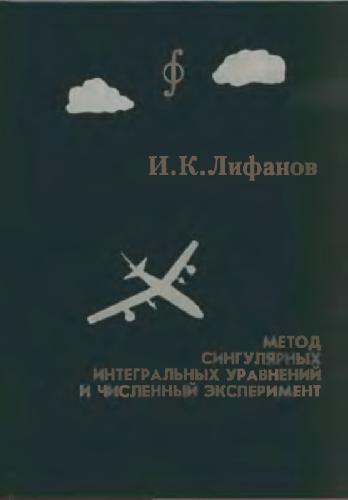 ∮
И.К.Лифанов
МЕТОД
СИНГУЛЯРНЫХ
ИНТЕГРАЛЬНЫХ УРАВНЕНИЙ
И ЧИСЛЕННЫЙ ЭКСПЕРИМЕНТ